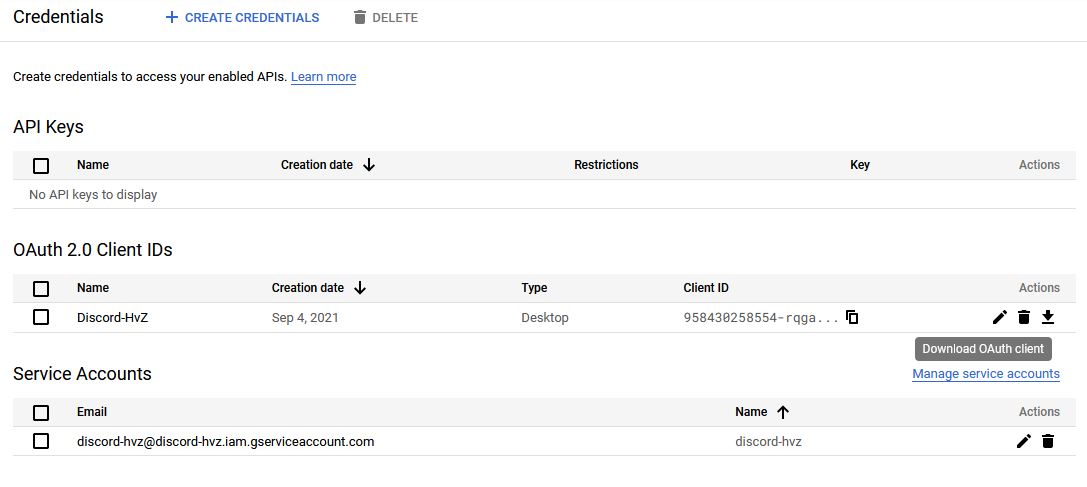 Credentials + CREATE CREDENTIALS DELETE
Create credentials to access your enabled APIs. Learn more
API Keys
Name Creation date Restrictions Key Actions
No API keys to display
OAuth 2.0 Client IDs
Name Creation date Type Client ID Actions
Discord-HvZ Sep 4, 2021 Desktop 958430258554-rqga...
Download OAuth client
Service Accounts Manage service accounts
Email Name Actions
discord-hvz@discord-hvz.iam.gserviceaccount.com discord-hvz